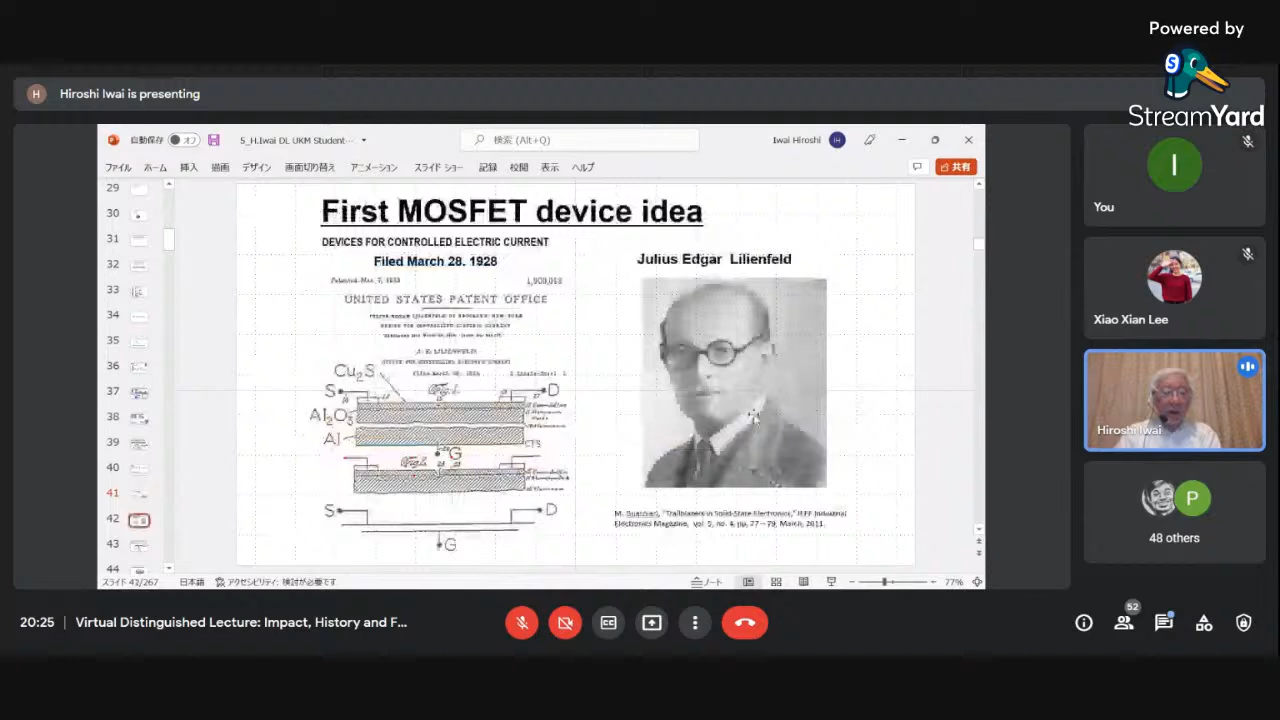 Powered by
StreamYard
H
Hiroshi Iwai is presenting
自動保存 オフ
5_H.Iwai DL UKM Student…
検索 (Alt+Q)
Iwai Hiroshi
IH
ファイル ホーム 挿入 描画 デザイン 画面切り替え アニメーション スライド ショー 記録 校閲 表示 ヘルプ
共有
29
30
31
32
33
34
35
36
37
38
39
40
41
42
43
44
First MOSFET device idea
DEVICES FOR CONTROLLED ELECTRIC CURRENT
Filed March 28. 1928
1,900,018
UNITED STATES PATENT OFFICE
Cu2S
S
D
Al2O3
Al
G
S
D
G
Julius Edgar Lilienfeld
M. Guarnieri, "Trailblazers in Solid-State Electronics," IEEE Industrial
Electronics Magazine, vol. 5, no. 4, pp. 77–79, March, 2011.
スライド 42/267
日本語
アクセシビリティ: 検討が必要です
ノート
77%
I
You
Xiao Xian Lee
Hiroshi Iwai
P
48 others
20:25
Virtual Distinguished Lecture: Impact, History and F...
52